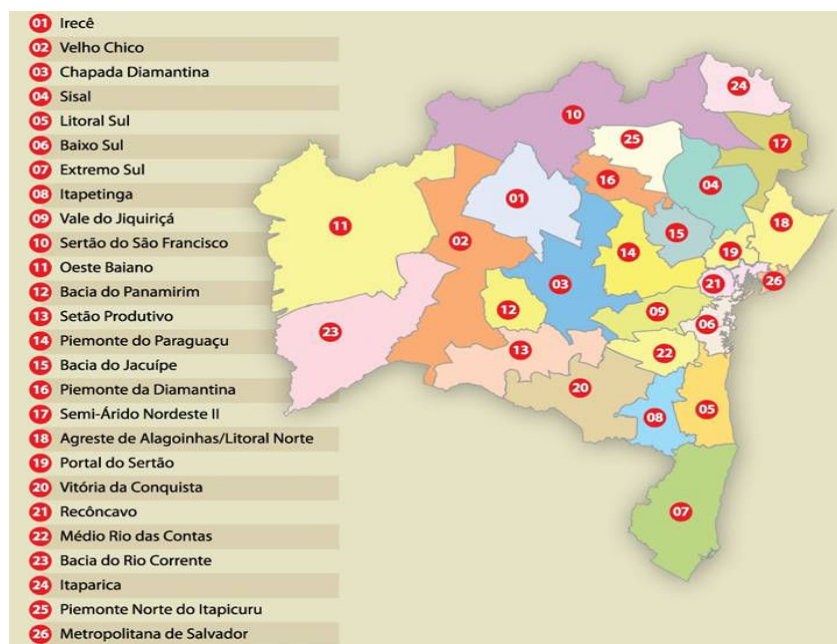 01 Irecê
02 Velho Chico
03 Chapada Diamantina
04 Sisal
05 Litoral Sul
06 Baixo Sul
07 Extremo Sul
08 Itapetinga
09 Vale do Jiquiriçá
10 Sertão do São Francisco
11 Oeste Baiano
12 Bacia do Panamirim
13 Setão Produtivo
14 Piemonte do Paraguaçu
15 Bacia do Jacuípe
16 Piemonte da Diamantina
17 Semi-Árido Nordeste II
18 Agreste de Alagoinhas/Litoral Norte
19 Portal do Sertão
20 Vitória da Conquista
21 Recôncavo
22 Médio Rio das Contas
23 Bacia do Rio Corrente
24 Itaparica
25 Piemonte Norte do Itapicuru
26 Metropolitana de Salvador
24
10
25
17
16
04
01
18
11
15
02
14
19
03
21
26
12
09
06
23
13
22
20
08
05
07